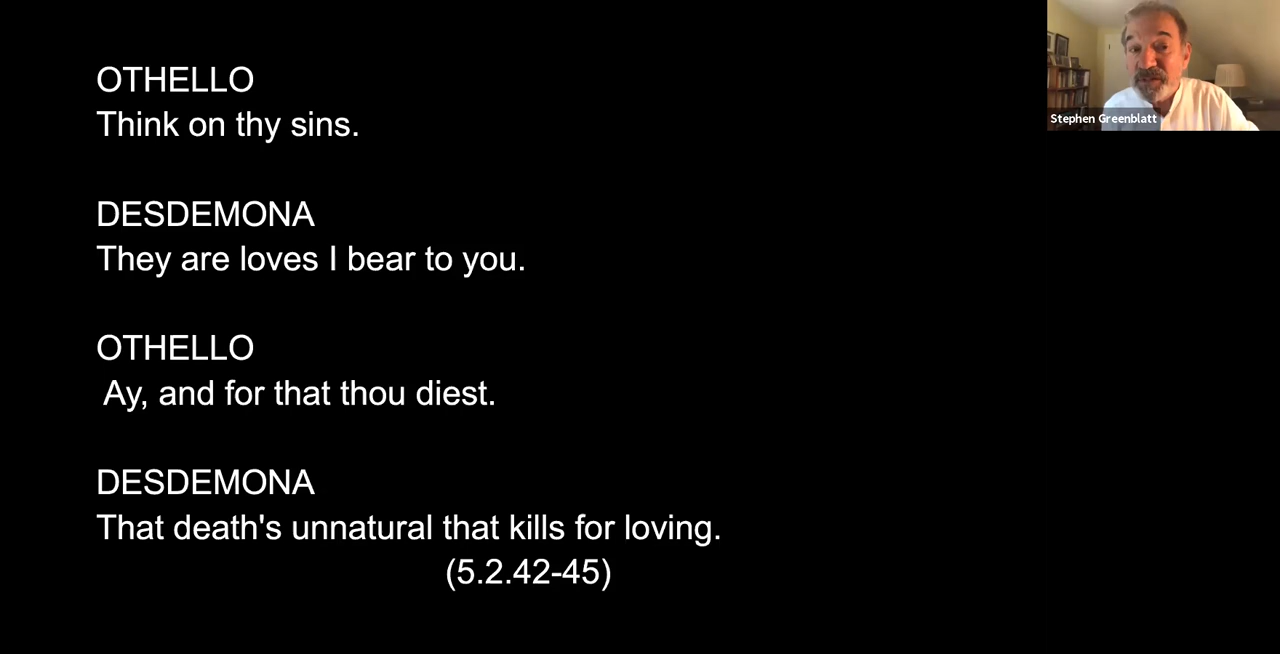 OTHELLO
Think on thy sins.
DESDEMONA
They are loves I bear to you.
OTHELLO
Ay, and for that thou diest.
DESDEMONA
That death's unnatural that kills for loving.
(5.2.42-45)
Stephen Greenblatt